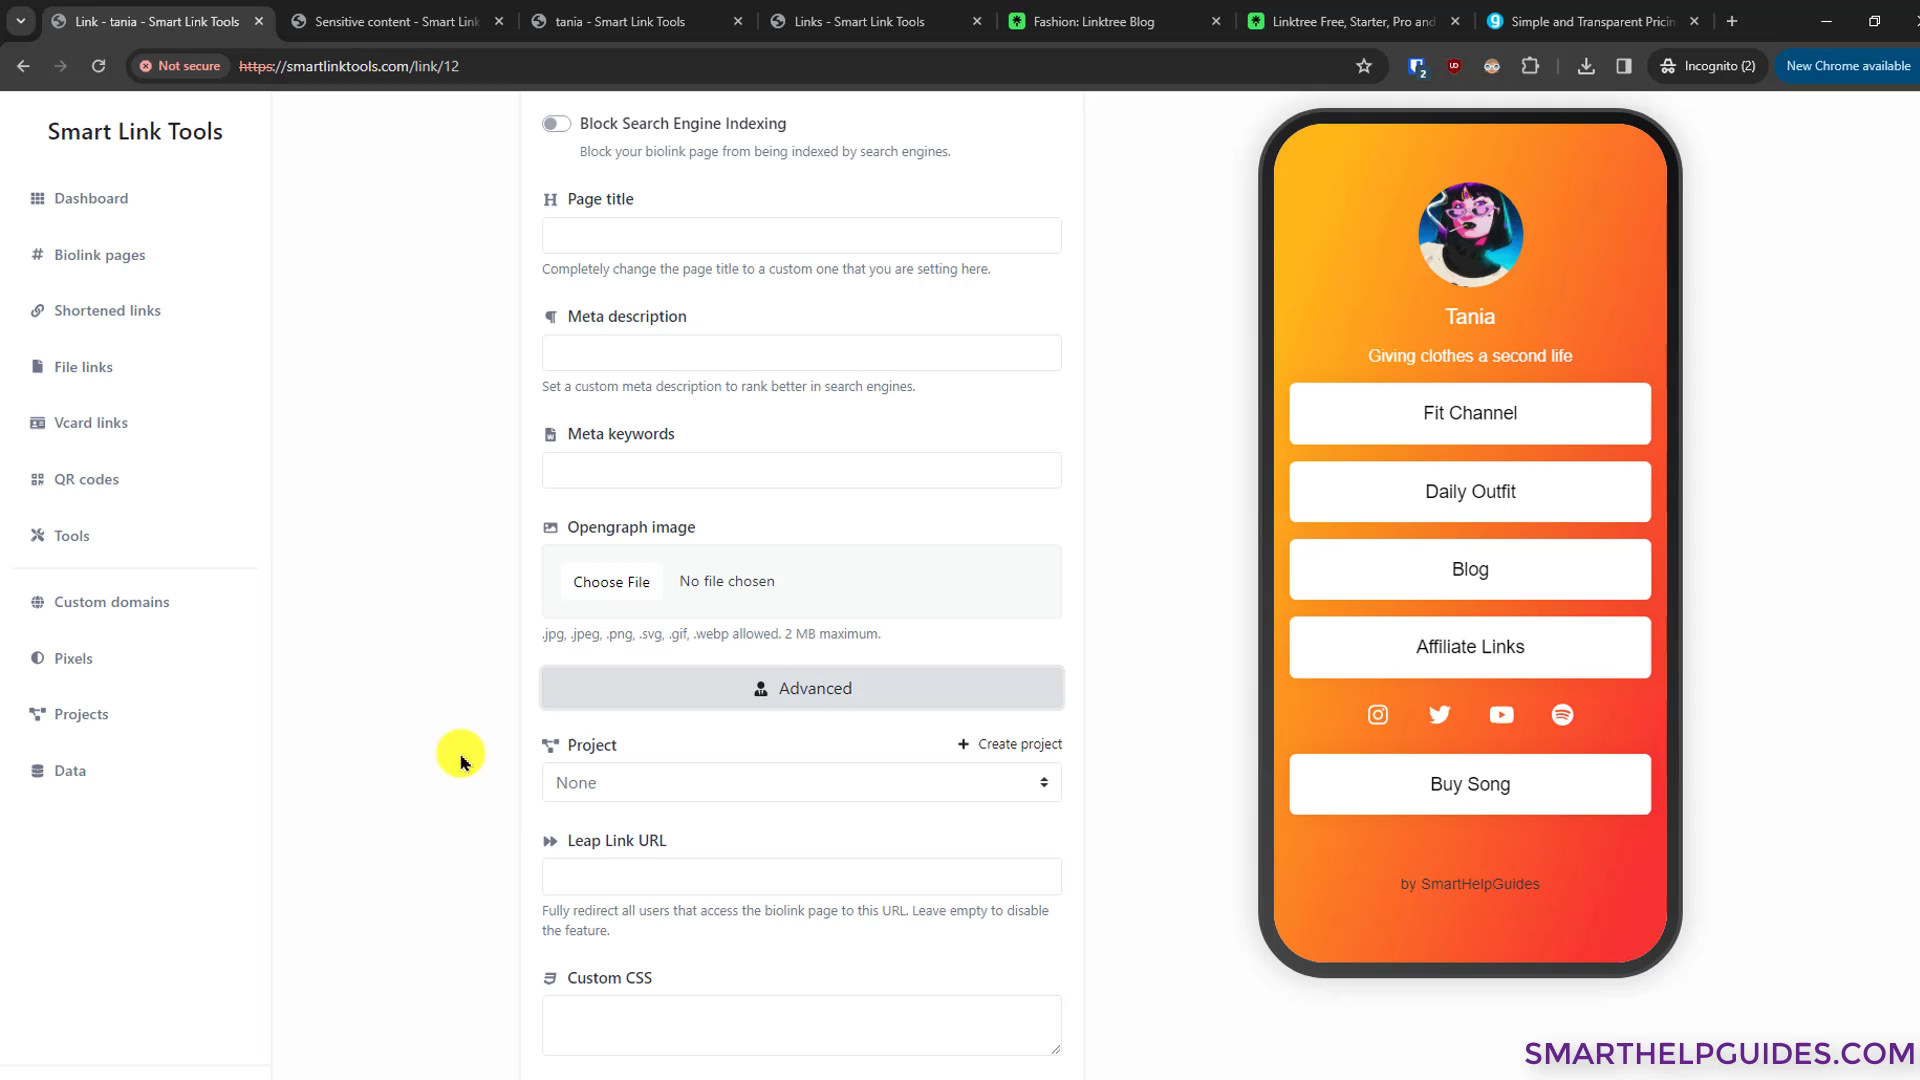 Link - tania - Smart Link Tools
Sensitive content - Smart Link
tania - Smart Link Tools
Links - Smart Link Tools
Fashion: Linktree Blog
Linktree Free, Starter, Pro and
Simple and Transparent Pricin
Not secure
https://smartlinktools.com/link/12
2
Incognito (2)
New Chrome available
Smart Link Tools
Dashboard
Biolink pages
Shortened links
File links
Vcard links
QR codes
Tools
Custom domains
Pixels
Projects
Data
Block Search Engine Indexing
Block your biolink page from being indexed by search engines.
Page title
Completely change the page title to a custom one that you are setting here.
Meta description
Set a custom meta description to rank better in search engines.
Meta keywords
Opengraph image
Choose File No file chosen
.jpg, .jpeg, .png, .svg, .gif, .webp allowed. 2 MB maximum.
Advanced
Project
+ Create project
None
Leap Link URL
Fully redirect all users that access the biolink page to this URL. Leave empty to disable
the feature.
Custom CSS
Tania
Giving clothes a second life
Fit Channel
Daily Outfit
Blog
Affiliate Links
Buy Song
by SmartHelpGuides
SMARTHELPGUIDES.COM